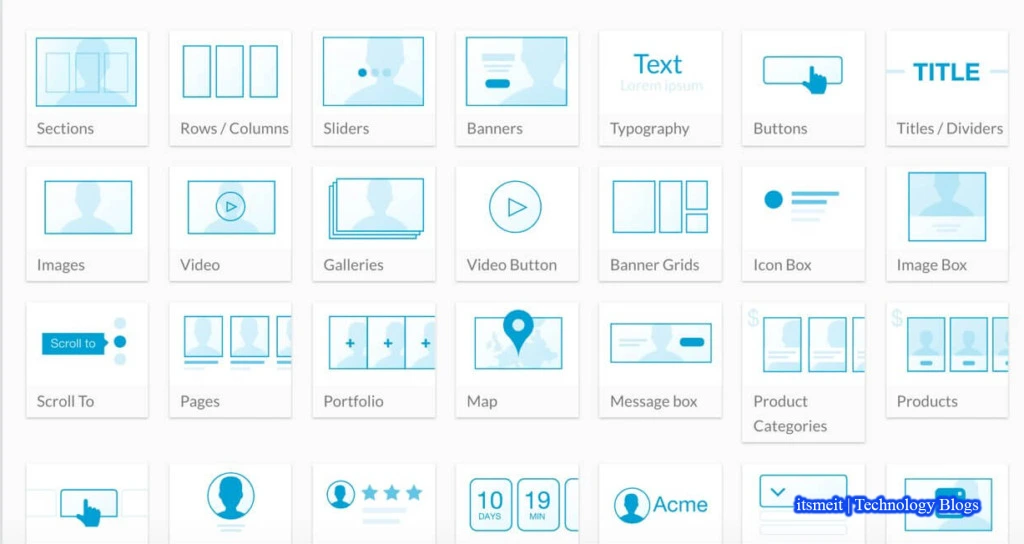 Text
Lorem ipsum
TITLE
Sections
Rows / Columns
Sliders
Banners
Typography
Buttons
Titles / Dividers
Images
Video
Galleries
Video Button
Banner Grids
Icon Box
Image Box
Scroll to
$
$
Scroll To
Pages
Portfolio
Map
Message box
Product
Categories
Products
10
DAYS
19
MIN
Acme
itsmeit | Technology Blogs